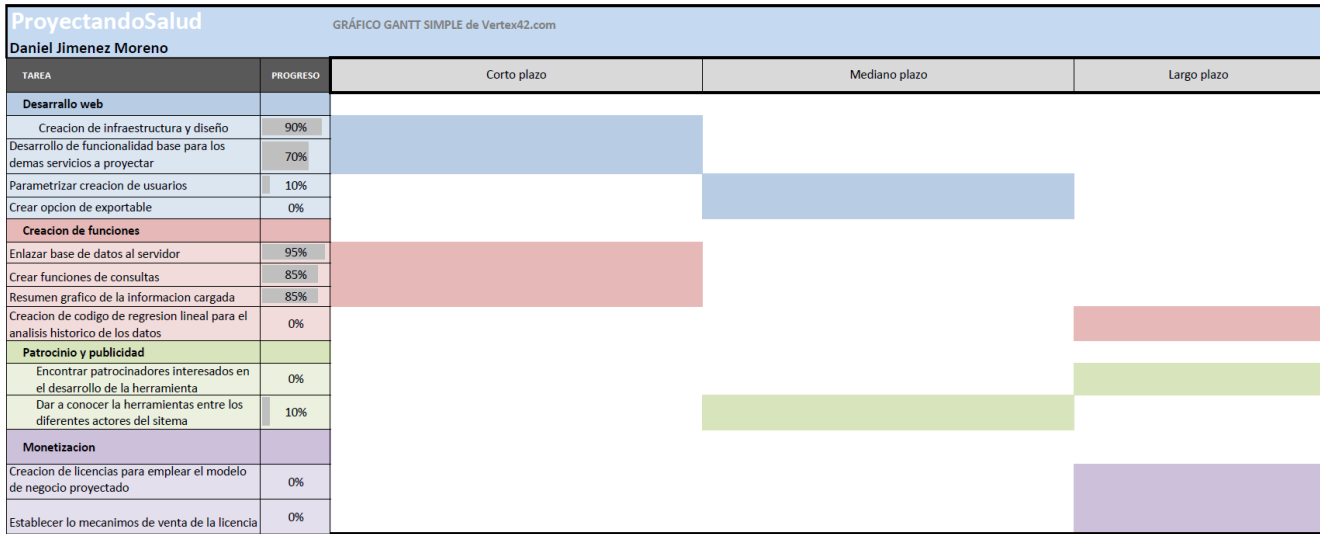 ProyectandoSalud
GRÁFICO GANTT SIMPLE de Vertex42.com
Daniel Jimenez Moreno
TAREA PROGRESO Corto plazo Mediano plazo Largo plazo
Desarrallo web
Creacion de infraestructura y diseño 90%
Desarrollo de funcionalidad base para los
demas servicios a proyectar 70%
Parametrizar creacion de usuarios 10%
Crear opcion de exportable 0%
Creacion de funciones
Enlazar base de datos al servidor 95%
Crear funciones de consultas 85%
Resumen grafico de la informacion cargada 85%
Creacion de codigo de regresion lineal para el
analisis historico de los datos 0%
Patrocinio y publicidad
Encontrar patrocinadores interesados en
el desarrollo de la herramienta 0%
Dar a conocer la herramientas entre los
diferentes actores del sitema 10%
Monetizacion
Creacion de licencias para emplear el modelo
de negocio proyectado 0%
Establecer lo mecanimos de venta de la licencia 0%